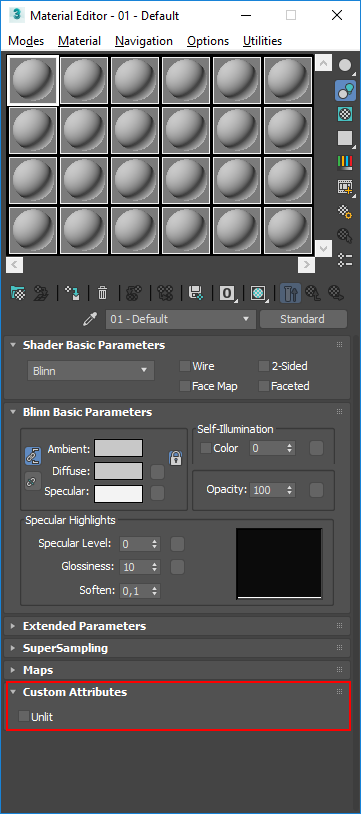 3 Material Editor - 01 - Default
Modes Material Navigation Options Utilities
0
01 - Default Standard
Shader Basic Parameters
Blinn Wire 2-Sided
Face Map Faceted
Blinn Basic Parameters
Self-Illumination
Ambient: Color 0
Diffuse:
Specular: Opacity: 100
Specular Highlights
Specular Level: 0
Glossiness: 10
Soften: 0,1
Extended Parameters
SuperSampling
Maps
Custom Attributes
Unlit